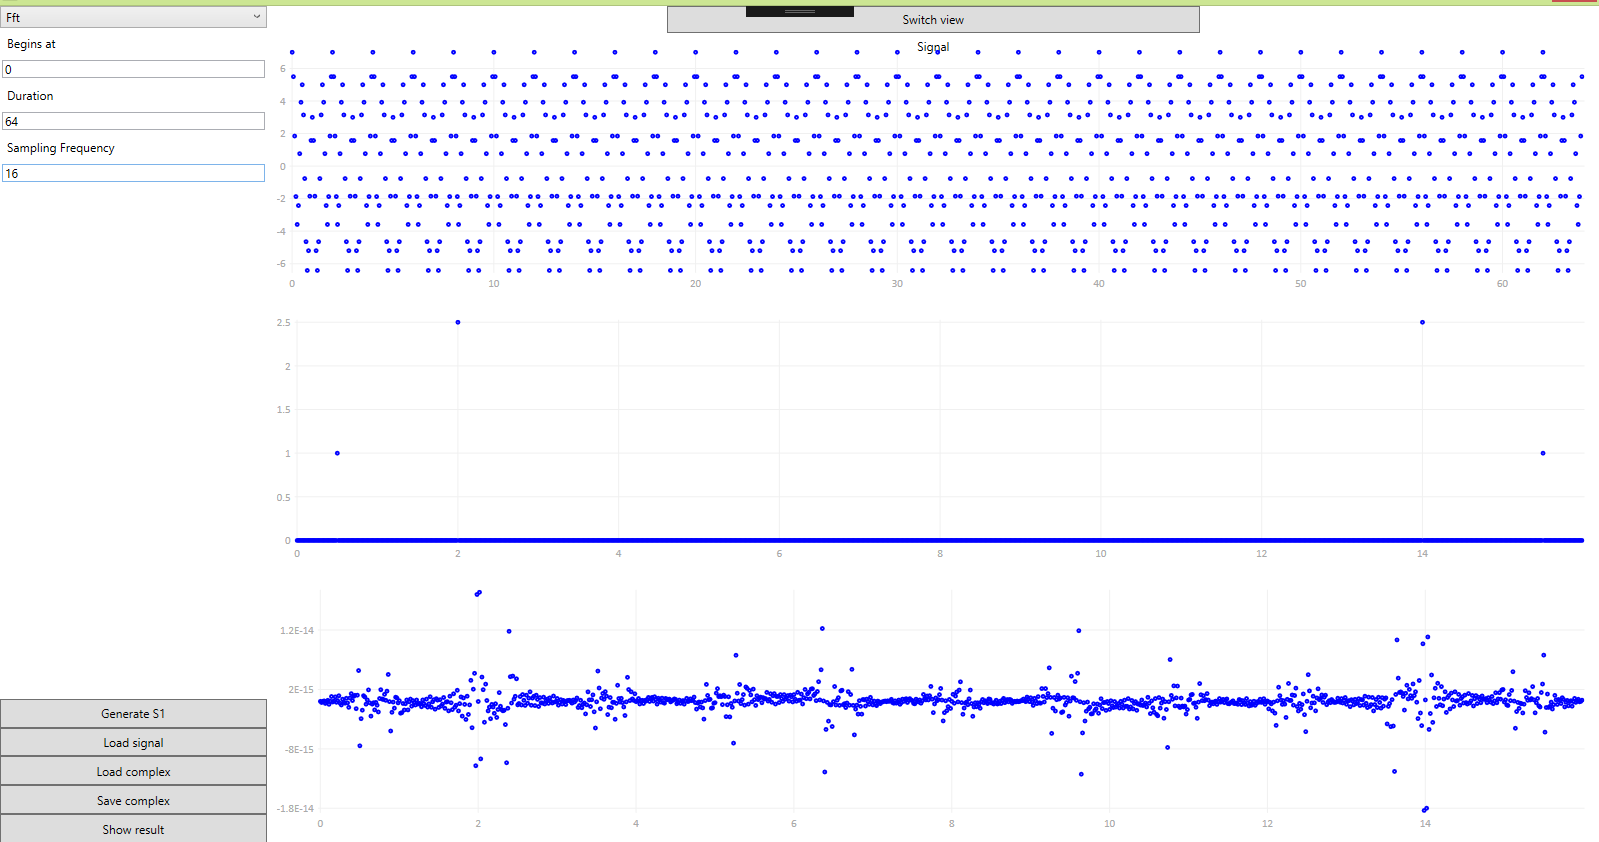 Fft
Begins at
0
Duration
64
Sampling Frequency
16
Generate S1
Load signal
Load complex
Save complex
Show result
Switch view
Signal
6
4
2
0
-2
-4
-6
0 10 20 30 40 50 60
2.5
2
1.5
1
0.5
0
0 2 4 6 8 10 12 14
1.2E-14
2E-15
-8E-15
-1.8E-14
0 2 4 6 8 10 12 14